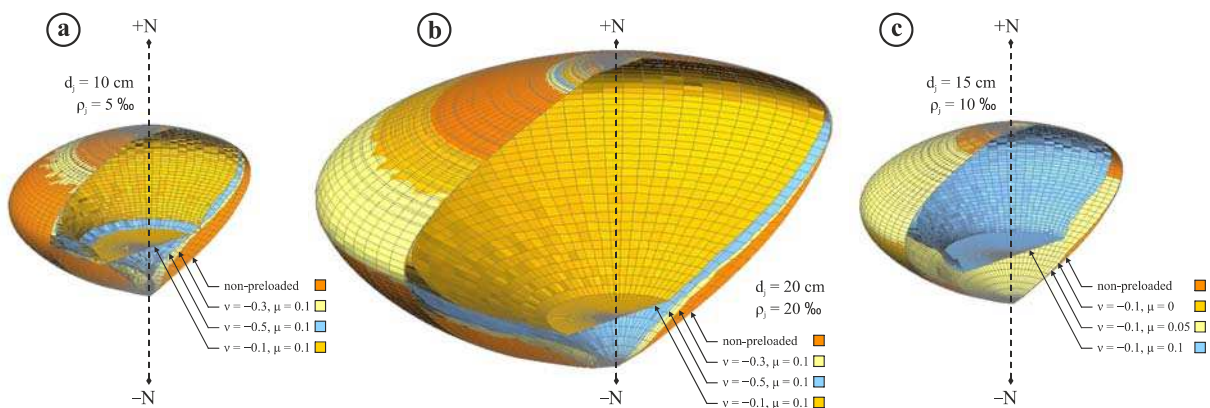 a
+N
d_j = 10 cm
ρ_j = 5 ‰
non-preloaded
ν = −0.3, μ = 0.1
ν = −0.5, μ = 0.1
ν = −0.1, μ = 0.1
−N
b
+N
d_j = 20 cm
ρ_j = 20 ‰
non-preloaded
ν = −0.3, μ = 0.1
ν = −0.5, μ = 0.1
ν = −0.1, μ = 0.1
−N
c
+N
d_j = 15 cm
ρ_j = 10 ‰
non-preloaded
ν = −0.1, μ = 0
ν = −0.1, μ = 0.05
ν = −0.1, μ = 0.1
−N